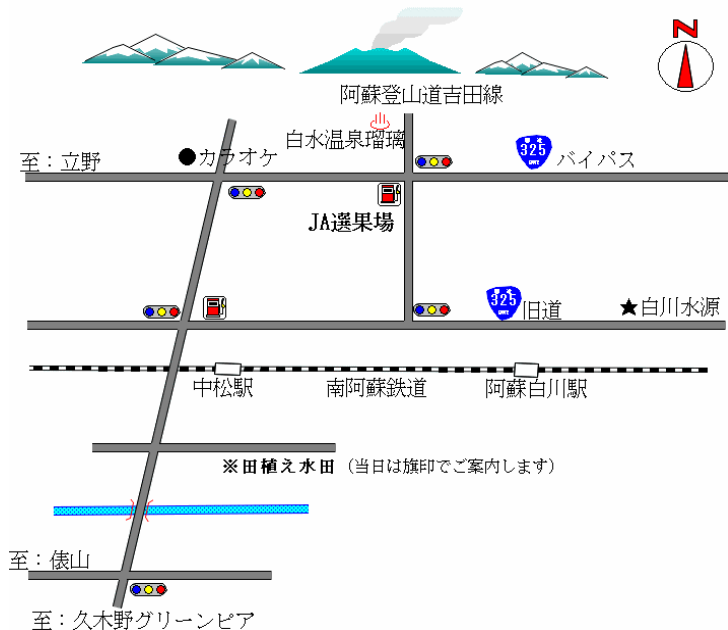 N
阿蘇登山道吉田線
白水温泉瑠璃
至：立野
●カラオケ
325
バイパス
JA選果場
325
旧道
★白川水源
中松駅
南阿蘇鉄道
阿蘇白川駅
※田植え水田（当日は旗印でご案内します）
至：俵山
至：久木野グリーンピア